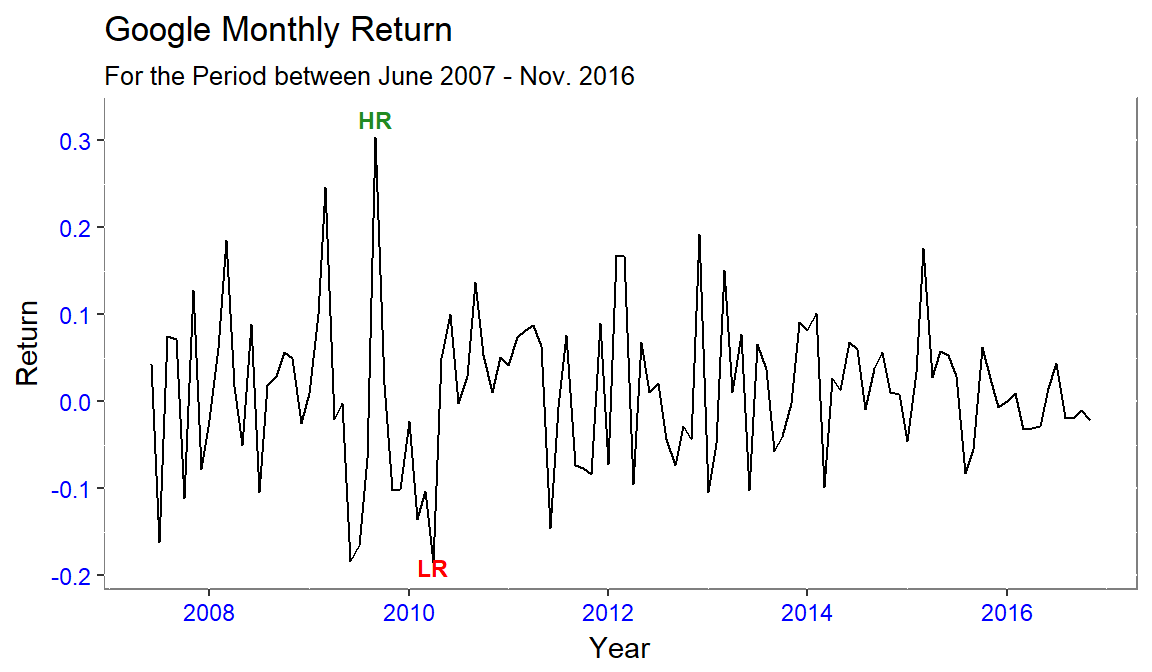 Google Monthly Return
For the Period between June 2007 - Nov. 2016
HR
0.3
0.2
0.1
0.0
-0.1
-0.2
Return
LR
2008 2010 2012 2014 2016
Year